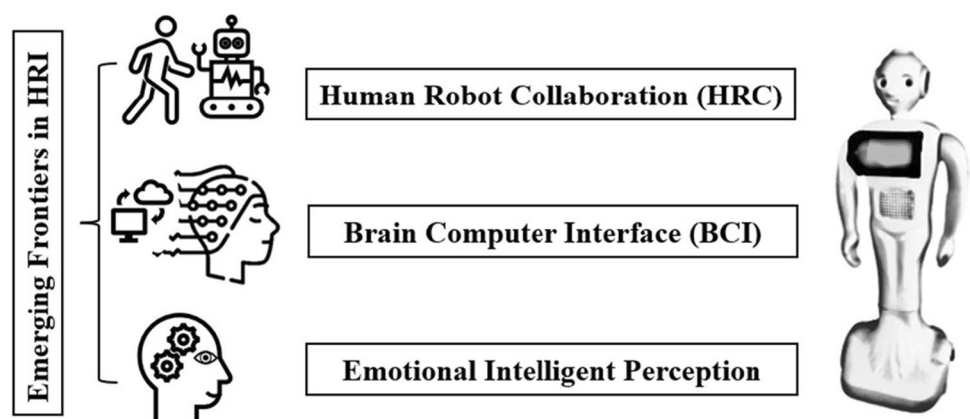 Emerging Frontiers in HRI
Human Robot Collaboration (HRC)
Brain Computer Interface (BCI)
Emotional Intelligent Perception